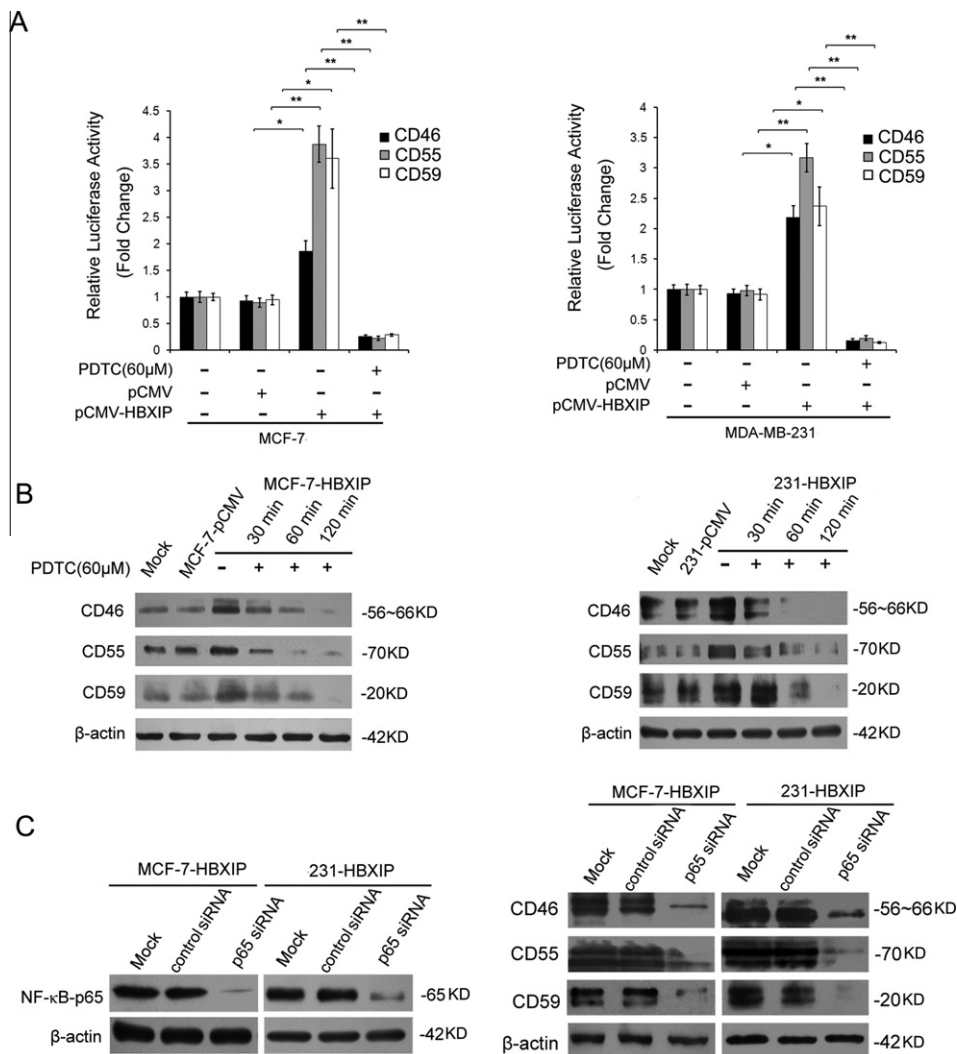 A
Relative Luciferase Activity
(Fold Change)
4.5
4
3.5
3
2.5
2
1.5
1
0.5
0
* ** * ** ** **
CD46
CD55
CD59
PDTC(60μM) – – – +
pCMV – + – –
pCMV-HBXIP – – + +
MCF-7
Relative Luciferase Activity
(Fold Change)
4
3.5
3
2.5
2
1.5
1
0.5
0
* ** * ** ** **
CD46
CD55
CD59
PDTC(60μM) – – – +
pCMV – + – –
pCMV-HBXIP – – + +
MDA-MB-231
B
MCF-7-HBXIP
Mock MCF-7-pCMV 30 min 60 min 120 min
PDTC(60μM) – + + +
CD46 -56~66KD
CD55 -70KD
CD59 -20KD
β-actin -42KD
231-HBXIP
Mock 231-pCMV 30 min 60 min 120 min
– + + +
CD46 -56~66KD
CD55 -70KD
CD59 -20KD
β-actin -42KD
C
MCF-7-HBXIP 231-HBXIP
Mock control siRNA p65 siRNA Mock control siRNA p65 siRNA
NF-κB-p65 -65KD
β-actin -42KD
MCF-7-HBXIP 231-HBXIP
Mock control siRNA p65 siRNA Mock control siRNA p65 siRNA
CD46 -56~66KD
CD55 -70KD
CD59 -20KD
β-actin -42KD